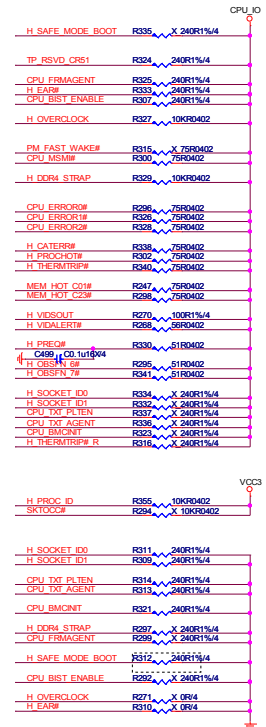 CPU_IO
H_SAFE_MODE_BOOT R335 X 240R1%/4
TP_RSVD_CR51 R324 240R1%/4
CPU_FRMAGENT R325 240R1%/4
H_EAR# R333 240R1%/4
CPU_BIST_ENABLE R307 240R1%/4
H_OVERCLOCK R327 10KR0402
PM_FAST_WAKE# R315 X 75R0402
CPU_MSMI# R300 75R0402
H_DDR4_STRAP R329 10KR0402
CPU_ERROR0# R296 75R0402
CPU_ERROR1# R326 75R0402
CPU_ERROR2# R328 75R0402
H_CATERR# R338 75R0402
H_PROCHOT# R302 75R0402
H_THERMTRIP# R340 75R0402
MEM_HOT_C01# R247 75R0402
MEM_HOT_C23# R298 75R0402
H_VIDSOUT R270 100R1%/4
H_VIDALERT# R268 56R0402
H_PREQ# R330 51R0402
C499 C0.1u16X/4
H_OBSFN_6# R295 51R0402
H_OBSFN_7# R341 51R0402
H_SOCKET_ID0 R334 X 240R1%/4
H_SOCKET_ID1 R332 X 240R1%/4
CPU_TXT_PLTEN R337 X 240R1%/4
CPU_TXT_AGENT R336 X 240R1%/4
CPU_BMCINIT R323 X 240R1%/4
H_THERMTRIP#_R R316 X 240R1%/4
VCC3
H_PROC_ID R355 10KR0402
SKTOCC# R294 X 10KR0402
H_SOCKET_ID0 R311 240R1%/4
H_SOCKET_ID1 R309 240R1%/4
CPU_TXT_PLTEN R314 240R1%/4
CPU_TXT_AGENT R313 240R1%/4
CPU_BMCINIT R321 240R1%/4
H_DDR4_STRAP R297 X 240R1%/4
CPU_FRMAGENT R299 X 240R1%/4
H_SAFE_MODE_BOOT R312 240R1%/4
CPU_BIST_ENABLE R292 X 240R1%/4
H_OVERCLOCK R271 X 0R/4
H_EAR# R310 X 0R/4